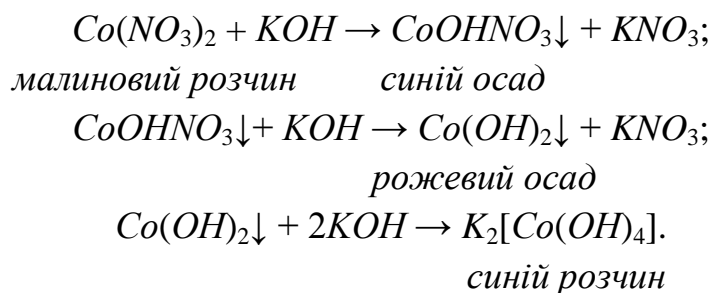 Co(NO₃)₂ + KOH → CoOHNO₃↓ + KNO₃;
малиновий розчин синій осад
CoOHNO₃↓+ KOH → Co(OH)₂↓ + KNO₃;
рожевий осад
Co(OH)₂↓ + 2KOH → K₂[Co(OH)₄].
синій розчин